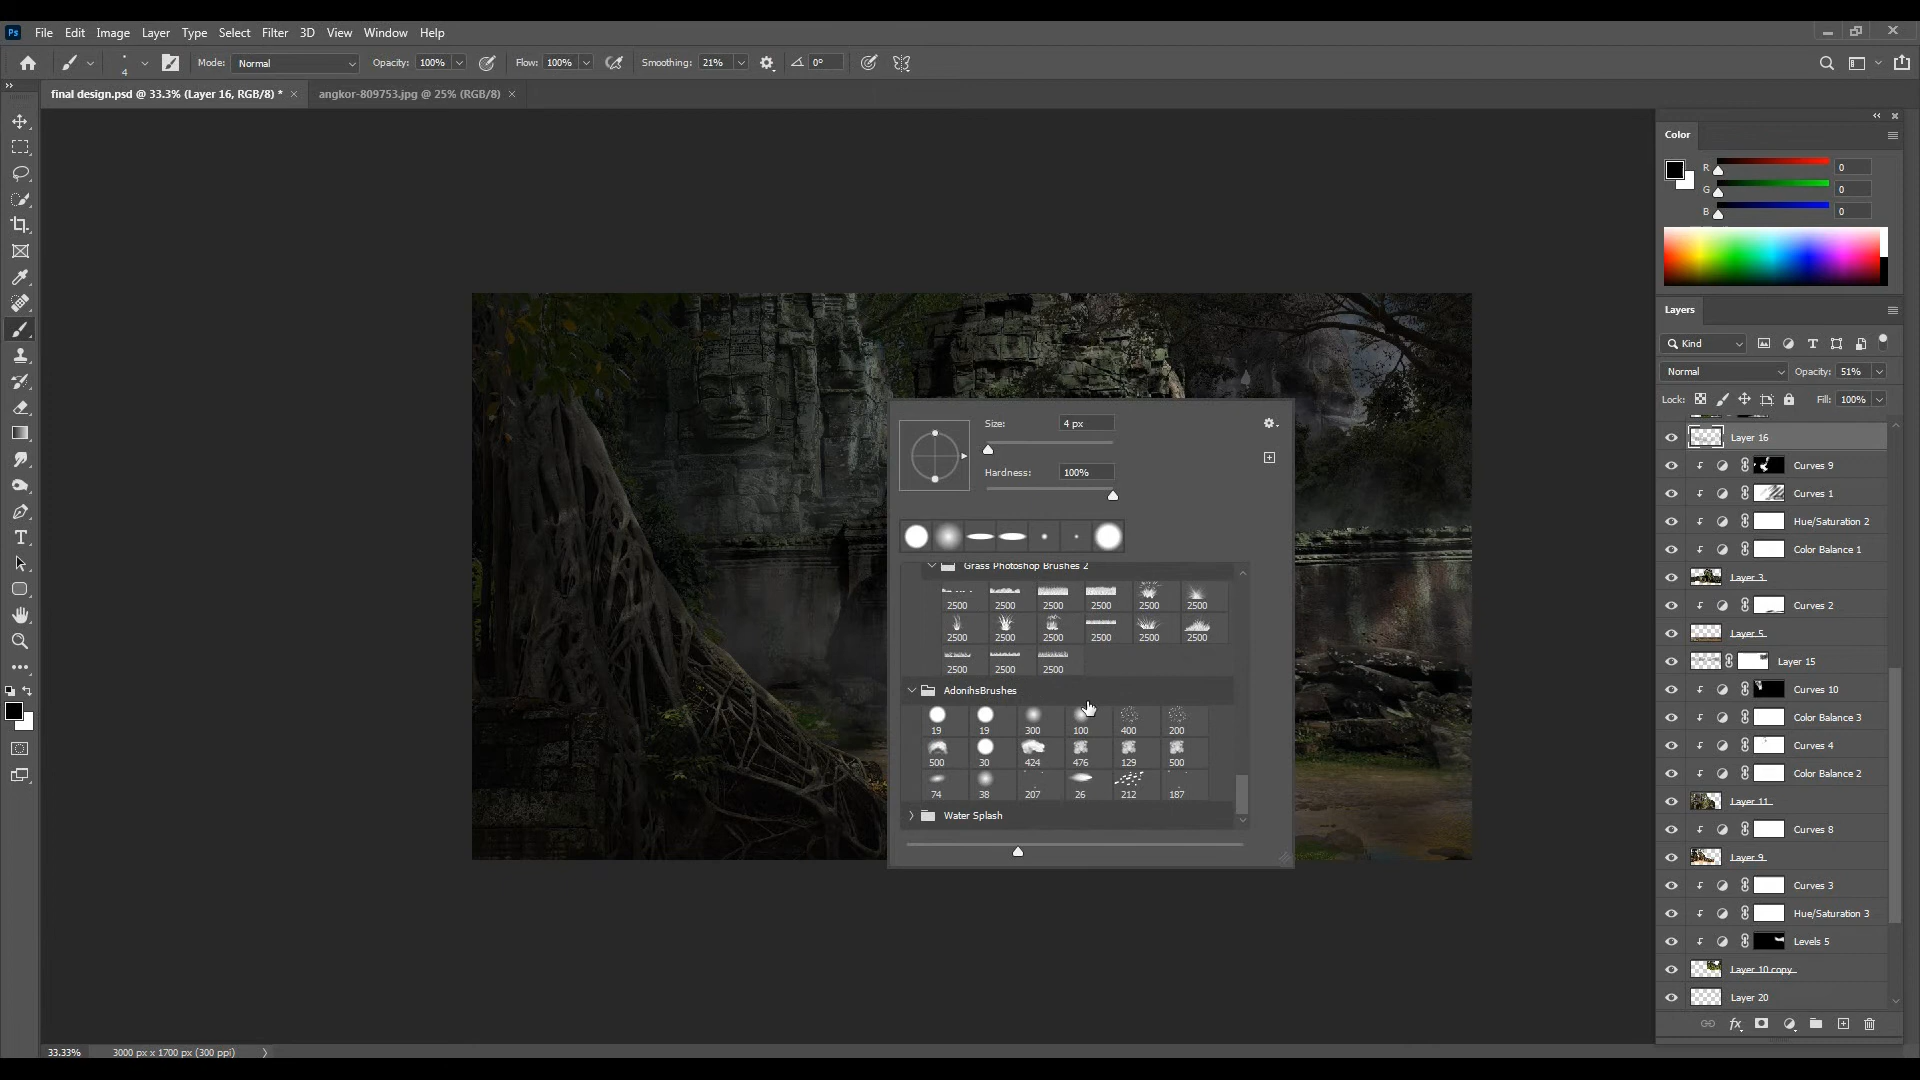 Ps File Edit Image Layer Type Select Filter 3D View Window Help
4 Mode: Normal Opacity: 100% Flow: 100% Smoothing: 21% 0°
final design.psd @ 33.3% (Layer 16, RGB/8) * × angkor-809753.jpg @ 25% (RGB/8) ×
Color
R 0
G 0
B 0
Layers
Kind
Normal Opacity: 51%
Lock: Fill: 100%
Layer 16
Curves 9
Curves 1
Hue/Saturation 2
Color Balance 1
Layer 3
Curves 2
Layer 5
Layer 15
Curves 10
Color Balance 3
Curves 4
Color Balance 2
Layer 11
Curves 8
Layer 9
Curves 3
Hue/Saturation 3
Levels 5
Layer 10 copy
Layer 20
fx
Size: 4 px
Hardness: 100%
Grass Photoshop Brushes 2
2500 2500 2500 2500 2500 2500
2500 2500 2500 2500 2500 2500
2500 2500 2500
AdonihsBrushes
19 19 300 100 400 200
500 30 424 476 129 500
74 38 207 26 212 187
Water Splash
33.33% 3000 px x 1700 px (300 ppi)